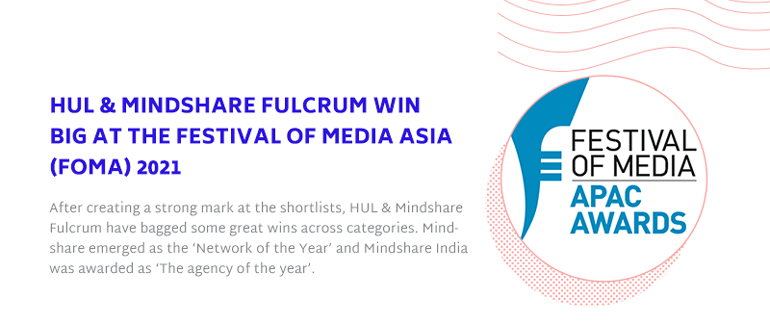 HUL & MINDSHARE FULCRUM WIN
BIG AT THE FESTIVAL OF MEDIA ASIA
(FOMA) 2021
After creating a strong mark at the shortlists, HUL & Mindshare
Fulcrum have bagged some great wins across categories. Mind-
share emerged as the ‘Network of the Year’ and Mindshare India
was awarded as ‘The agency of the year’.
FESTIVAL
OF MEDIA
APAC
AWARDS